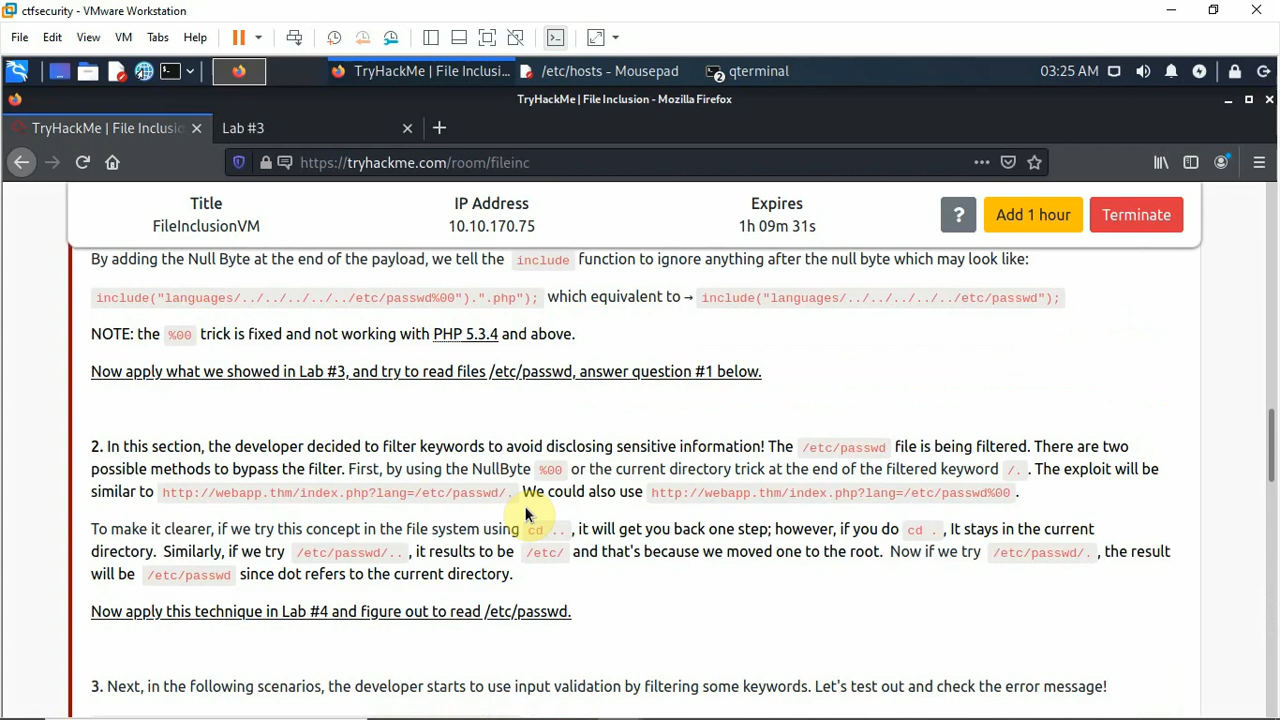 ctfsecurity - VMware Workstation
File Edit View VM Tabs Help
TryHackMe | File Inclusi... /etc/hosts - Mousepad 2 qterminal 03:25 AM
TryHackMe | File Inclusion - Mozilla Firefox
TryHackMe | File Inclusio Lab #3
https://tryhackme.com/room/fileinc
Title IP Address Expires
FileInclusionVM 10.10.170.75 1h 09m 31s
? Add 1 hour Terminate
By adding the Null Byte at the end of the payload, we tell the include function to ignore anything after the null byte which may look like:
include("languages/../../../../../etc/passwd%00").".php"); which equivalent to → include("languages/../../../../../etc/passwd");
NOTE: the %00 trick is fixed and not working with PHP 5.3.4 and above.
Now apply what we showed in Lab #3, and try to read files /etc/passwd, answer question #1 below.
2. In this section, the developer decided to filter keywords to avoid disclosing sensitive information! The /etc/passwd file is being filtered. There are two
possible methods to bypass the filter. First, by using the NullByte %00 or the current directory trick at the end of the filtered keyword /. . The exploit will be
similar to http://webapp.thm/index.php?lang=/etc/passwd/. We could also use http://webapp.thm/index.php?lang=/etc/passwd%00 .
To make it clearer, if we try this concept in the file system using cd .. , it will get you back one step; however, if you do cd . , It stays in the current
directory. Similarly, if we try /etc/passwd/.. , it results to be /etc/ and that's because we moved one to the root. Now if we try /etc/passwd/. , the result
will be /etc/passwd since dot refers to the current directory.
Now apply this technique in Lab #4 and figure out to read /etc/passwd.
3. Next, in the following scenarios, the developer starts to use input validation by filtering some keywords. Let's test out and check the error message!